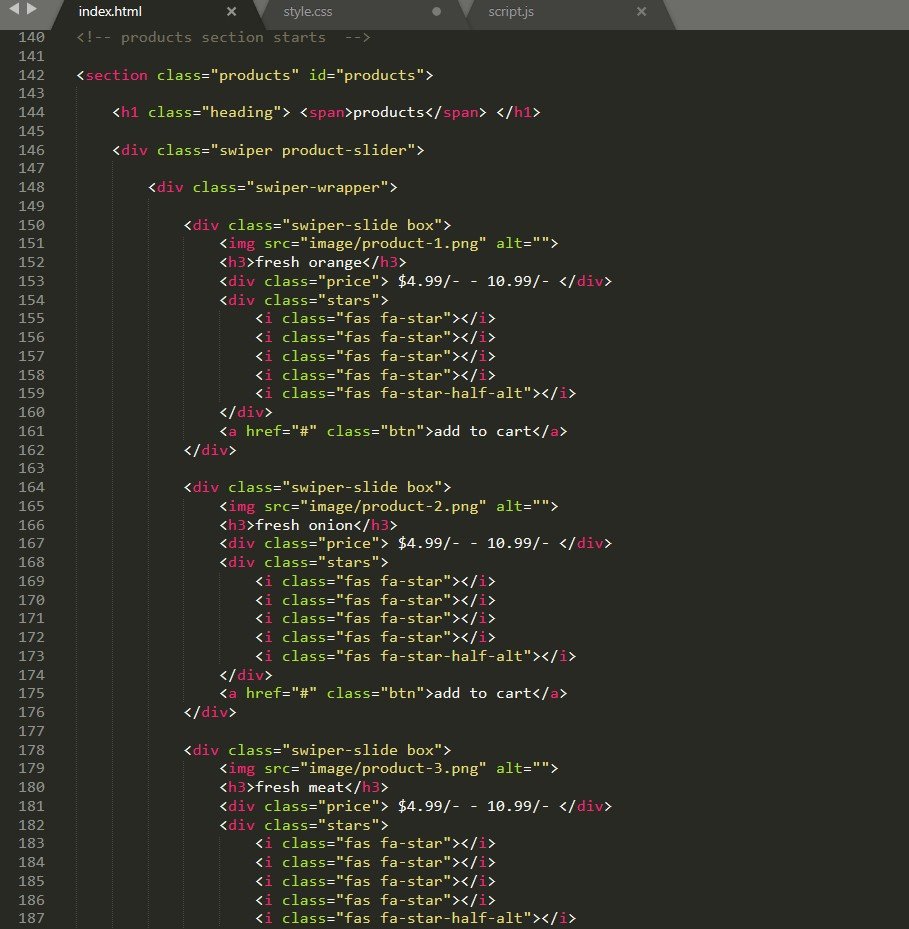 index.html × style.css script.js ×
140 <!-- products section starts  -->
141
142 <section class="products" id="products">
143
144     <h1 class="heading"> <span>products</span> </h1>
145
146     <div class="swiper product-slider">
147
148         <div class="swiper-wrapper">
149
150             <div class="swiper-slide box">
151                 <img src="image/product-1.png" alt="">
152                 <h3>fresh orange</h3>
153                 <div class="price"> $4.99/- - 10.99/- </div>
154                 <div class="stars">
155                     <i class="fas fa-star"></i>
156                     <i class="fas fa-star"></i>
157                     <i class="fas fa-star"></i>
158                     <i class="fas fa-star"></i>
159                     <i class="fas fa-star-half-alt"></i>
160                 </div>
161                 <a href="#" class="btn">add to cart</a>
162             </div>
163
164             <div class="swiper-slide box">
165                 <img src="image/product-2.png" alt="">
166                 <h3>fresh onion</h3>
167                 <div class="price"> $4.99/- - 10.99/- </div>
168                 <div class="stars">
169                     <i class="fas fa-star"></i>
170                     <i class="fas fa-star"></i>
171                     <i class="fas fa-star"></i>
172                     <i class="fas fa-star"></i>
173                     <i class="fas fa-star-half-alt"></i>
174                 </div>
175                 <a href="#" class="btn">add to cart</a>
176             </div>
177
178             <div class="swiper-slide box">
179                 <img src="image/product-3.png" alt="">
180                 <h3>fresh meat</h3>
181                 <div class="price"> $4.99/- - 10.99/- </div>
182                 <div class="stars">
183                     <i class="fas fa-star"></i>
184                     <i class="fas fa-star"></i>
185                     <i class="fas fa-star"></i>
186                     <i class="fas fa-star"></i>
187                     <i class="fas fa-star-half-alt"></i>